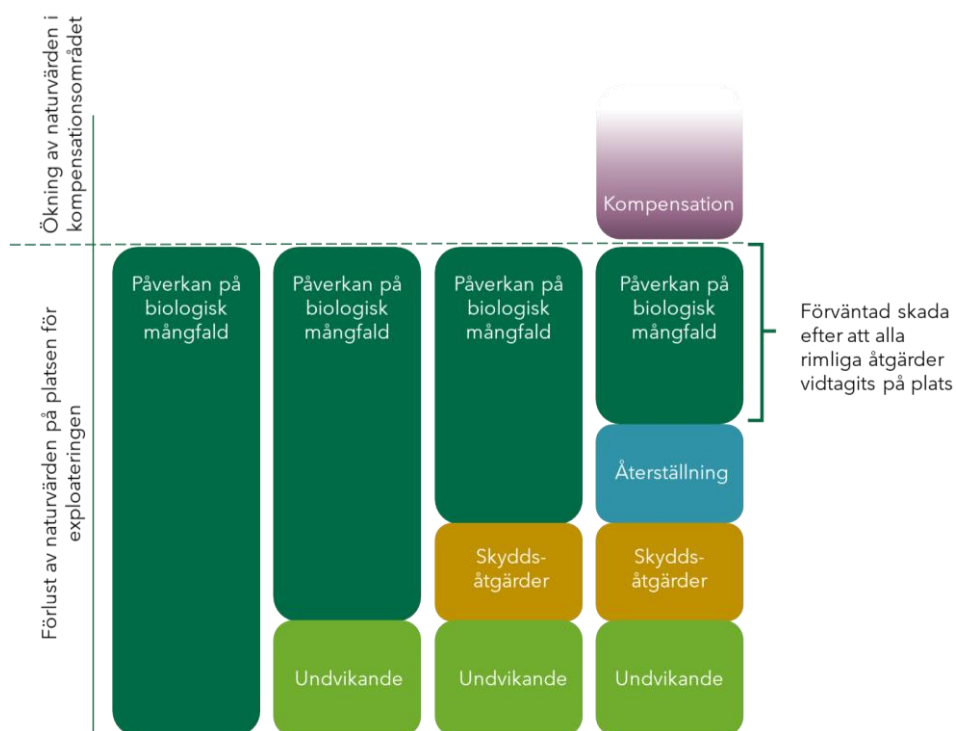 Ökning av naturvärden i
kompensationsområdet
Förlust av naturvärden på platsen för
exploateringen
Kompensation
Påverkan på
biologisk
mångfald
Påverkan på
biologisk
mångfald
Påverkan på
biologisk
mångfald
Påverkan på
biologisk
mångfald
Förväntad skada
efter att alla
rimliga åtgärder
vidtagits på plats
Återställning
Skydds-
åtgärder
Skydds-
åtgärder
Undvikande
Undvikande
Undvikande